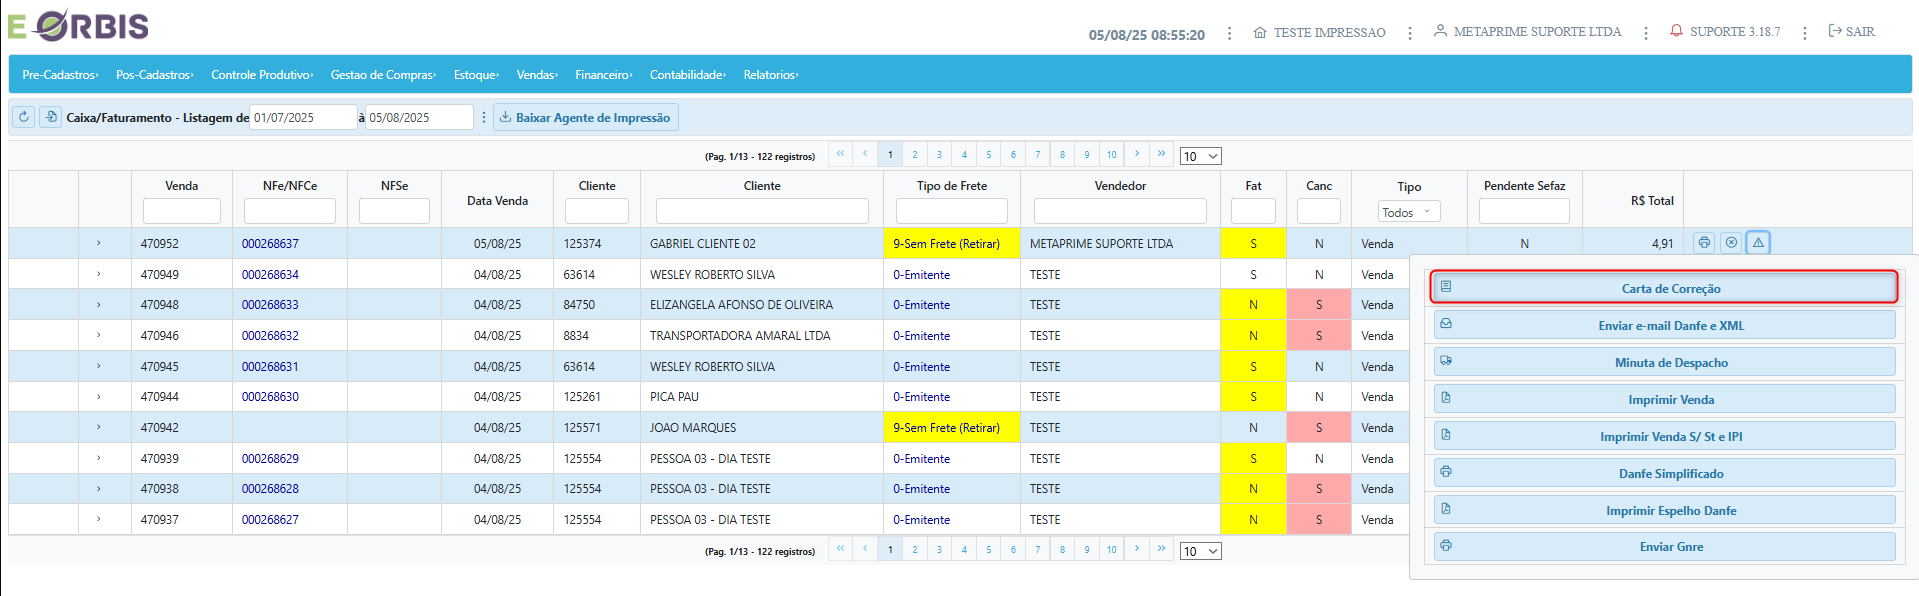 E ORBIS
05/08/25 08:55:20 TESTE IMPRESSAO METAPRIME SUPORTE LTDA SUPORTE 3.18.7 SAIR
Pre-Cadastros Pos-Cadastros Controle Produtivo Gestao de Compras Estoque Vendas Financeiro Contabilidade Relatorios
Caixa/Faturamento - Listagem de 01/07/2025 à 05/08/2025 Baixar Agente de Impressão
(Pag. 1/13 - 122 registros) 1 2 3 4 5 6 7 8 9 10 10
Venda NFe/NFCe NFSe Data Venda Cliente Cliente Tipo de Frete Vendedor Fat Canc Tipo Pendente Sefaz R$ Total
Todos
470952 000268637 05/08/25 125374 GABRIEL CLIENTE 02 9-Sem Frete (Retirar) METAPRIME SUPORTE LTDA S N Venda N 4,91
470949 000268634 04/08/25 63614 WESLEY ROBERTO SILVA 0-Emitente TESTE S N Venda
470948 000268633 04/08/25 84750 ELIZANGELA AFONSO DE OLIVEIRA 0-Emitente TESTE N S Venda
470946 000268632 04/08/25 8834 TRANSPORTADORA AMARAL LTDA 0-Emitente TESTE N S Venda
470945 000268631 04/08/25 63614 WESLEY ROBERTO SILVA 0-Emitente TESTE S N Venda
470944 000268630 04/08/25 125261 PICA PAU 0-Emitente TESTE S N Venda
470942 04/08/25 125571 JOAO MARQUES 9-Sem Frete (Retirar) TESTE N S Venda
470939 000268629 04/08/25 125554 PESSOA 03 - DIA TESTE 0-Emitente TESTE S N Venda
470938 000268628 04/08/25 125554 PESSOA 03 - DIA TESTE 0-Emitente TESTE N S Venda
470937 000268627 04/08/25 125554 PESSOA 03 - DIA TESTE 0-Emitente TESTE N S Venda
(Pag. 1/13 - 122 registros) 1 2 3 4 5 6 7 8 9 10 10
Carta de Correção
Enviar e-mail Danfe e XML
Minuta de Despacho
Imprimir Venda
Imprimir Venda S/ St e IPI
Danfe Simplificado
Imprimir Espelho Danfe
Enviar Gnre